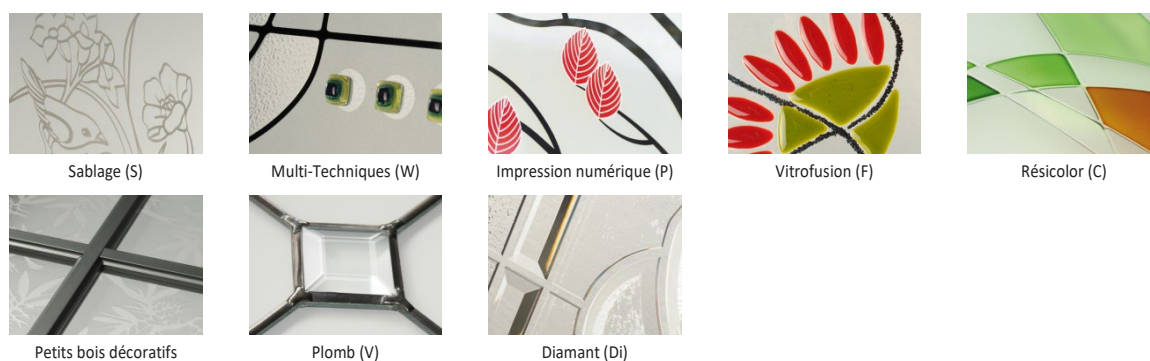 Sablage (S)
Multi-Techniques (W)
Impression numérique (P)
Vitrofusion (F)
Résicolor (C)
Petits bois décoratifs
Plomb (V)
Diamant (Di)